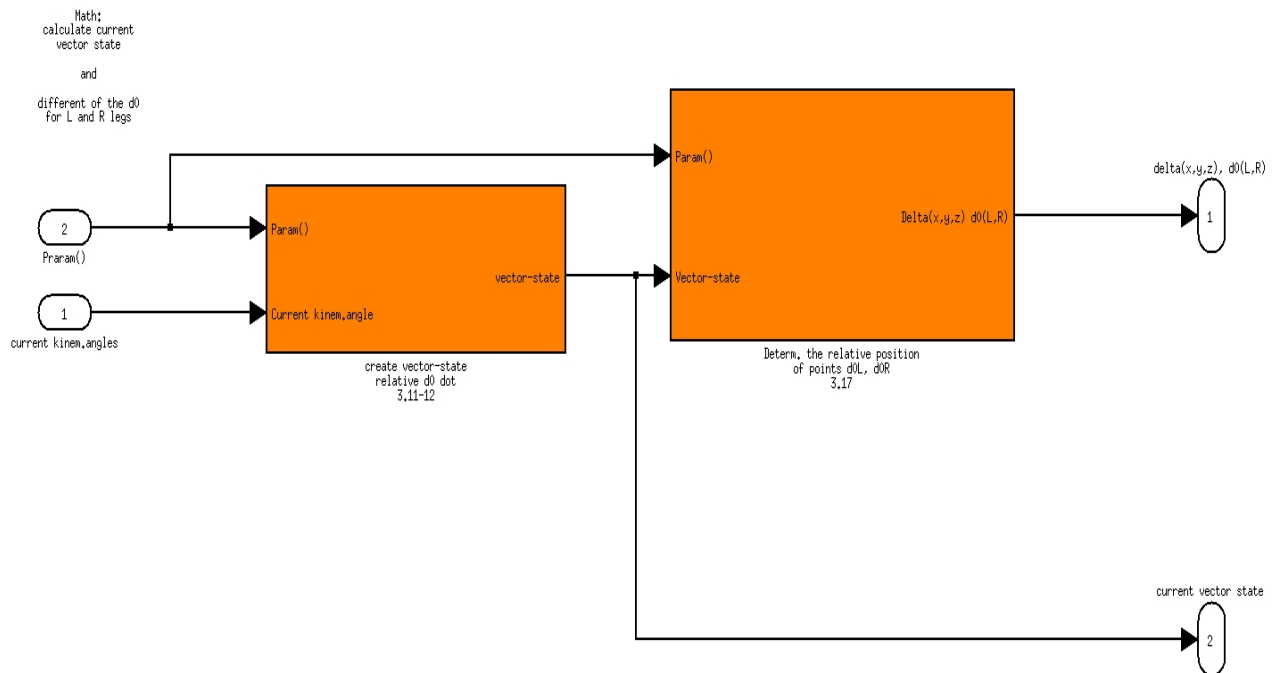 Math:
calculate current
vector state
and
different of the d0
for L and R legs
2
Praram()
1
current kinem.angles
Param()
Current kinem.angle
vector-state
create vector-state
relative d0 dot
3.11-12
Param()
Vector-state
Delta(x,y,z) d0(L,R)
Determ. the relative position
of points d0L, d0R
3.17
delta(x,y,z), d0(L,R)
1
current vector state
2